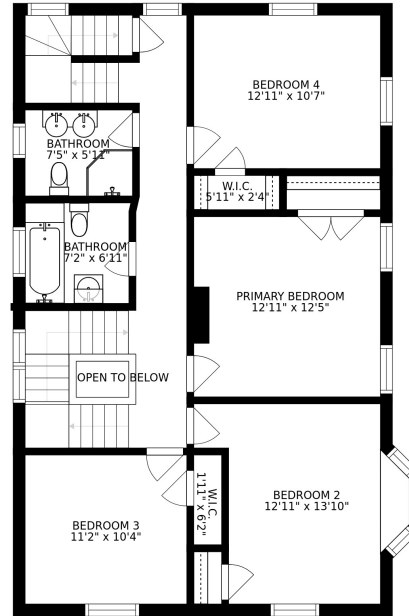 BEDROOM 4
12'11" x 10'7"
BATHROOM
7'5" x 5'11"
W.I.C.
5'11" x 2'4"
BATHROOM
7'2" x 6'11"
PRIMARY BEDROOM
12'11" x 12'5"
OPEN TO BELOW
W.I.C.
1'11" x 6'2"
BEDROOM 2
12'11" x 13'10"
BEDROOM 3
11'2" x 10'4"